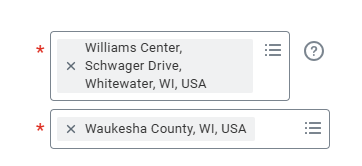 * × Williams Center,
Schwager Drive,
Whitewater, WI, USA
?
* × Waukesha County, WI, USA